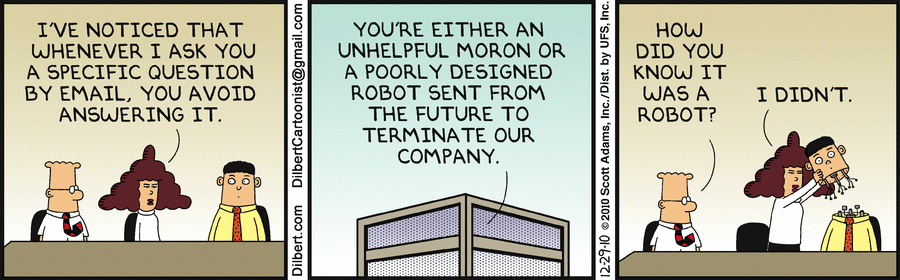 I'VE NOTICED THAT
WHENEVER I ASK YOU
A SPECIFIC QUESTION
BY EMAIL, YOU AVOID
ANSWERING IT.
Dilbert.com DilbertCartoonist@gmail.com
YOU'RE EITHER AN
UNHELPFUL MORON OR
A POORLY DESIGNED
ROBOT SENT FROM
THE FUTURE TO
TERMINATE OUR
COMPANY.
12-29-10 © 2010 Scott Adams, Inc./Dist. by UFS, Inc.
HOW
DID YOU
KNOW IT
WAS A
ROBOT?
I DIDN'T.